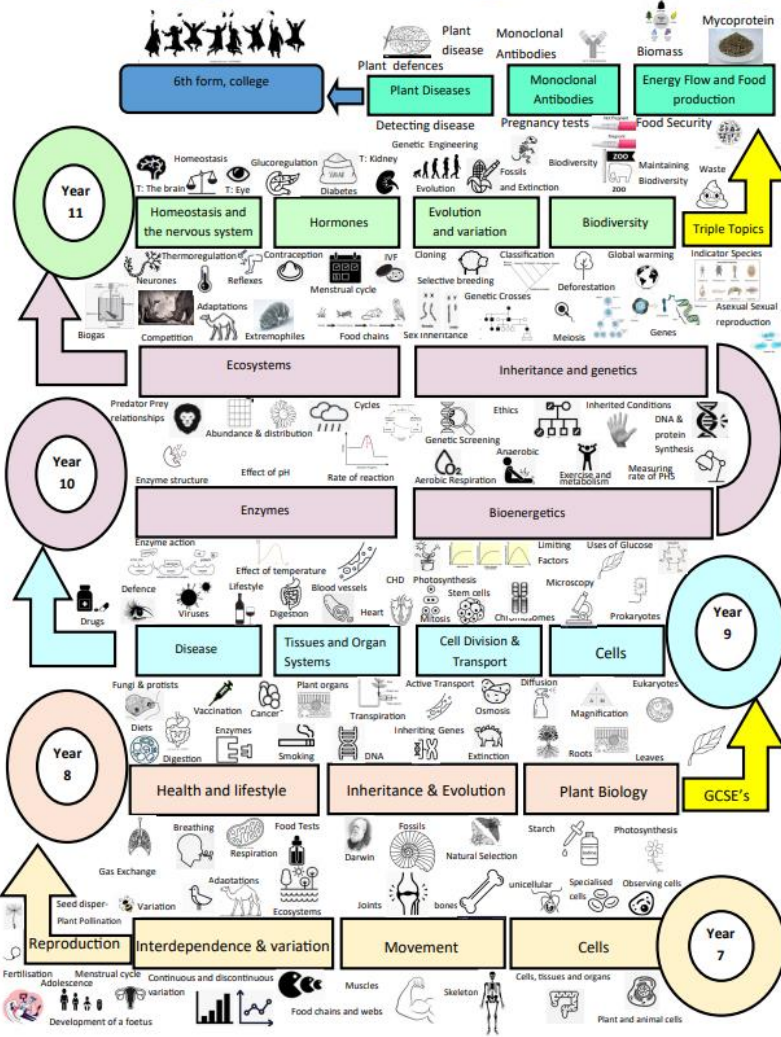 Plant disease
Monoclonal Antibodies
Mycoprotein
Biomass
Plant defences
6th form, college
Plant Diseases
Monoclonal Antibodies
Energy Flow and Food production
Detecting disease
Pregnancy tests
Food Security
Genetic Engineering
Homeostasis
Glucoregulation
T: Kidney
Biodiversity
ZOO
Maintaining Biodiversity
Waste
Year 11
T: The brain
T: Eye
Diabetes
Evolution
Fossils and Extinction
ZOO
Homeostasis and the nervous system
Hormones
Evolution and variation
Biodiversity
Triple Topics
Thermoregulation
Contraception
IVF
Cloning
Classification
Global warming
Indicator Species
Neurones
Reflexes
Menstrual cycle
Selective breeding
Deforestation
Biogas
Competition
Adaptations
Extremophiles
Food chains
Sex Inheritance
Genetic Crosses
Meiosis
Genes
Asexual Sexual reproduction
Ecosystems
Inheritance and genetics
Predator Prey relationships
Abundance & distribution
Cycles
Ethics
Inherited Conditions
Genetic Screening
DNA & protein Synthesis
Year 10
Enzyme structure
Effect of pH
Rate of reaction
O2
Aerobic Respiration
Anaerobic
Exercise and metabolism
Measuring rate of PHS
Enzymes
Bioenergetics
Enzyme action
Effect of temperature
Blood vessels
CHD
Photosynthesis
Limiting Factors
Uses of Glucose
Drugs
Defence
Viruses
Lifestyle
Digestion
Heart
Mitosis
Stem cells
Chromosomes
Microscopy
Prokaryotes
Year 9
Disease
Tissues and Organ Systems
Cell Division & Transport
Cells
Fungi & protists
Vaccination
Cancer
Plant organs
Transpiration
Active Transport
Osmosis
Diffusion
Magnification
Eukaryotes
Year 8
Diets
Digestion
Enzymes
Smoking
DNA
Inheriting Genes
Extinction
Roots
Leaves
Health and lifestyle
Inheritance & Evolution
Plant Biology
GCSE's
Gas Exchange
Breathing
Respiration
Food Tests
Darwin
Fossils
Natural Selection
Starch
Photosynthesis
Seed disper-
Plant Pollination
Variation
Adaotations
Ecosystems
Joints
bones
unicellular
Specialised cells
Observing cells
Reproduction
Interdependence & variation
Movement
Cells
Year 7
Fertilisation
Adolescence
Menstrual cycle
Development of a foetus
Continuous and discontinuous variation
Food chains and webs
Muscles
Skeleton
Cells, tissues and organs
Plant and animal cells